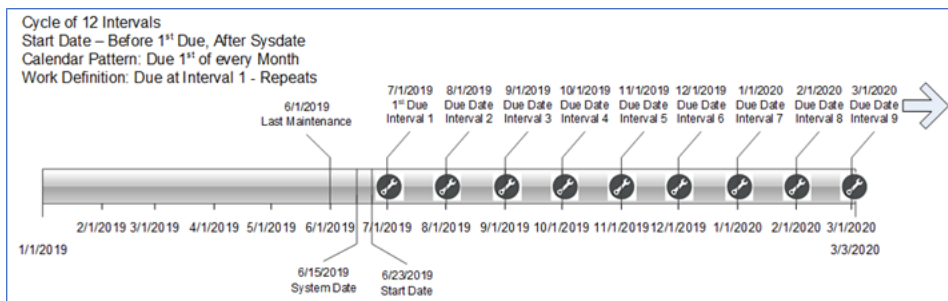 Cycle of 12 Intervals
Start Date – Before 1st Due, After Sysdate
Calendar Pattern: Due 1st of every Month
Work Definition: Due at Interval 1 - Repeats
6/1/2019
Last Maintenance
7/1/2019
1st Due
Interval 1
8/1/2019
Due Date
Interval 2
9/1/2019
Due Date
Interval 3
10/1/2019
Due Date
Interval 4
11/1/2019
Due Date
Interval 5
12/1/2019
Due Date
Interval 6
1/1/2020
Due Date
Interval 7
2/1/2020
Due Date
Interval 8
3/1/2020
Due Date
Interval 9
1/1/2019
2/1/2019
3/1/2019
4/1/2019
5/1/2019
6/1/2019
7/1/2019
8/1/2019
9/1/2019
10/1/2019
11/1/2019
12/1/2019
1/1/2020
2/1/2020
3/1/2020
3/3/2020
6/15/2019
System Date
6/23/2019
Start Date